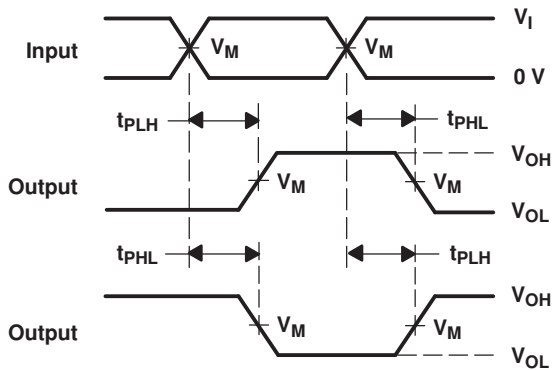 V_I
Input V_M V_M
0 V
t_PLH t_PHL
V_OH
Output V_M V_M
V_OL
t_PHL t_PLH
V_OH
Output V_M V_M
V_OL